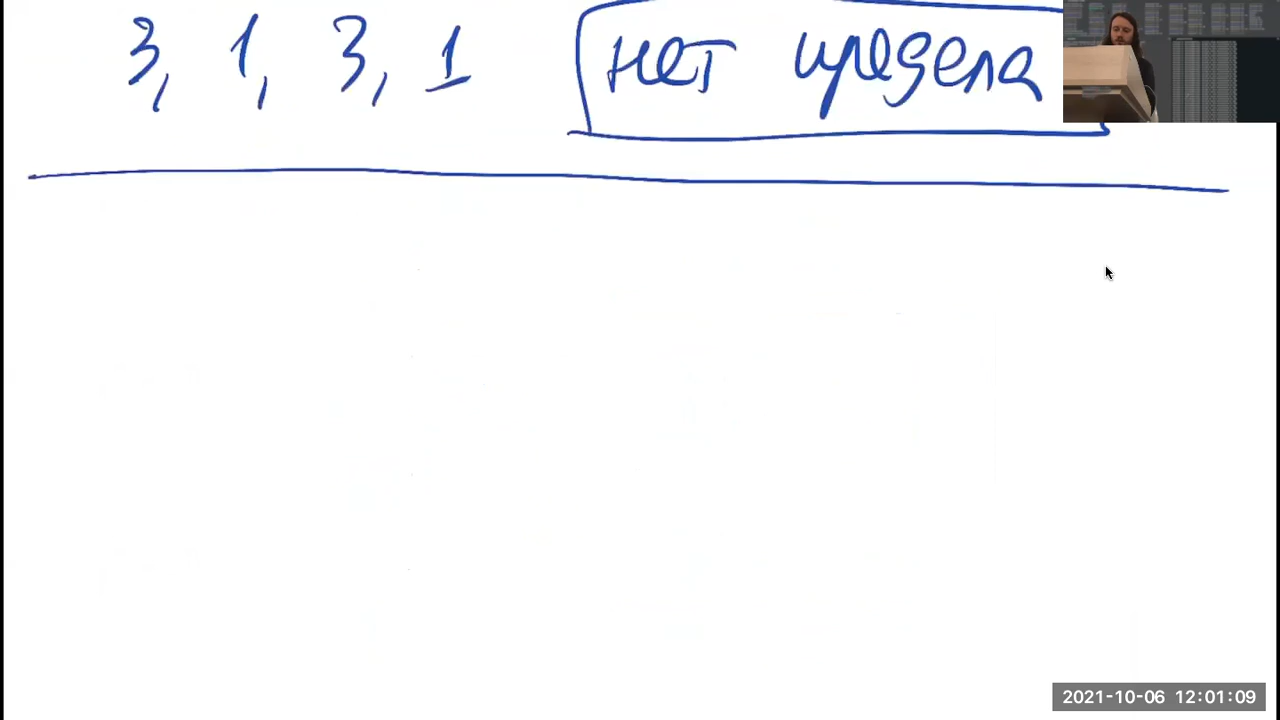 3, 1, 3, 1 нет предела
2021-10-06 12:01:09